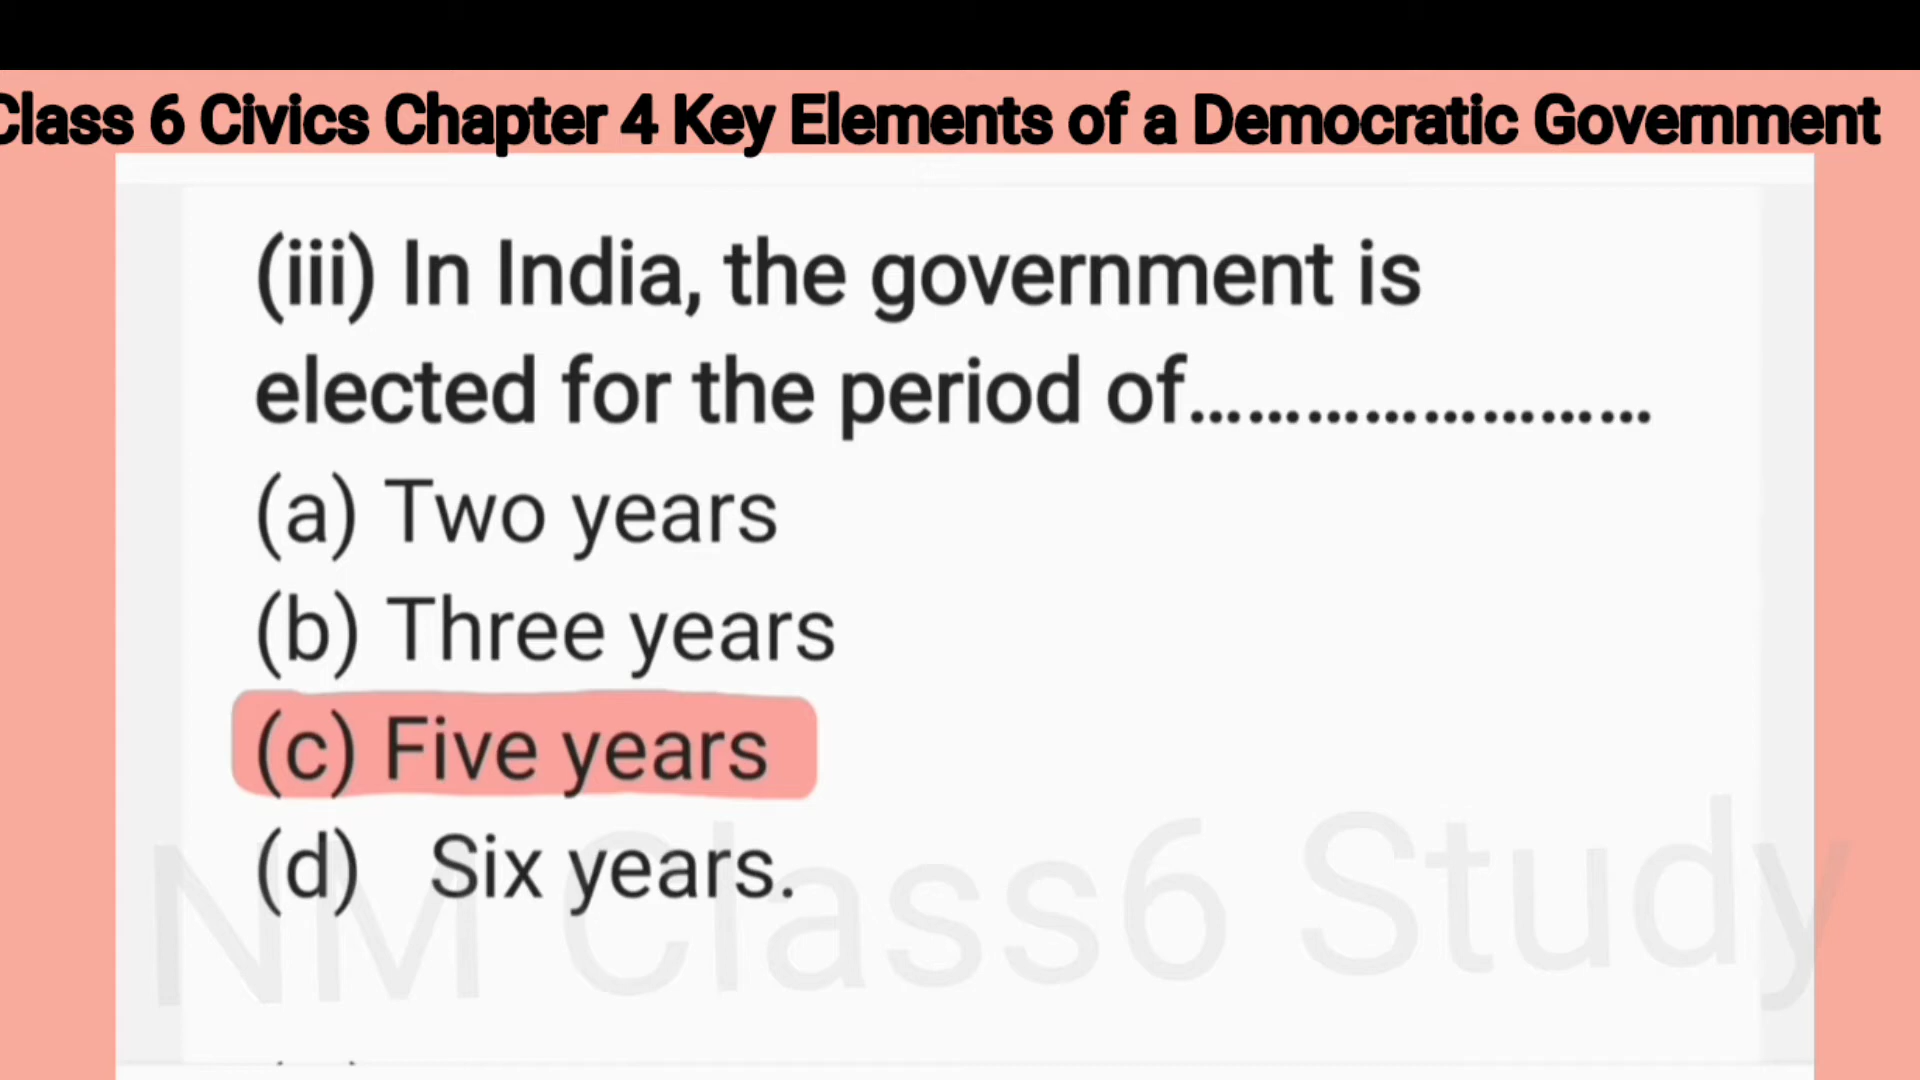 Class 6 Civics Chapter 4 Key Elements of a Democratic Government
(iii) In India, the government is
elected for the period of........................
(a) Two years
(b) Three years
(c) Five years
(d) Six years.
NM Class6 Study